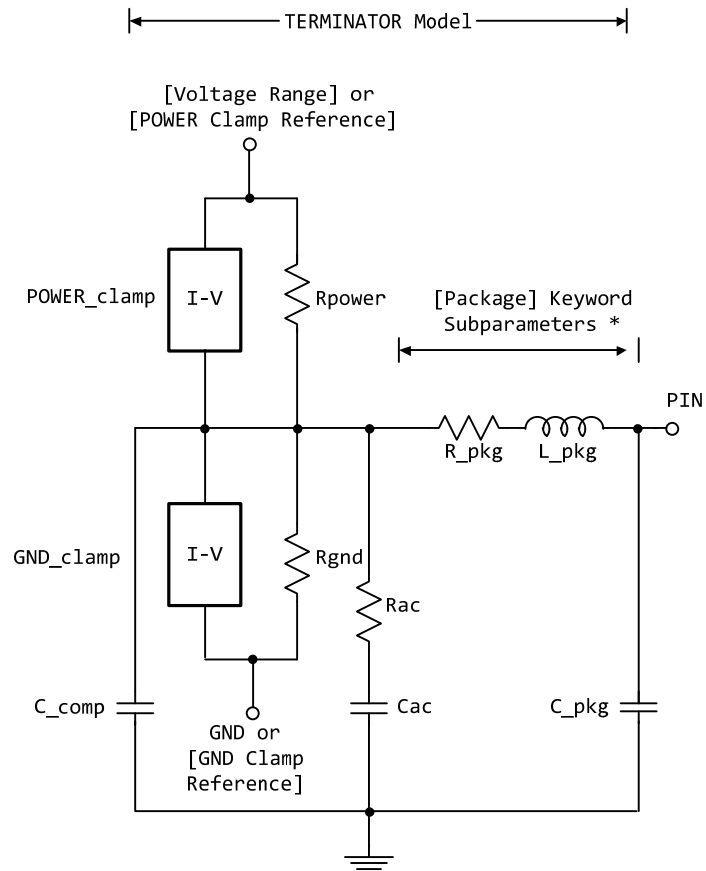 TERMINATOR Model
[Voltage Range] or
[POWER Clamp Reference]
POWER_clamp
I-V
Rpower
[Package] Keyword
Subparameters *
PIN
R_pkg
L_pkg
GND_clamp
I-V
Rgnd
Rac
C_comp
Cac
C_pkg
GND or
[GND Clamp
Reference]